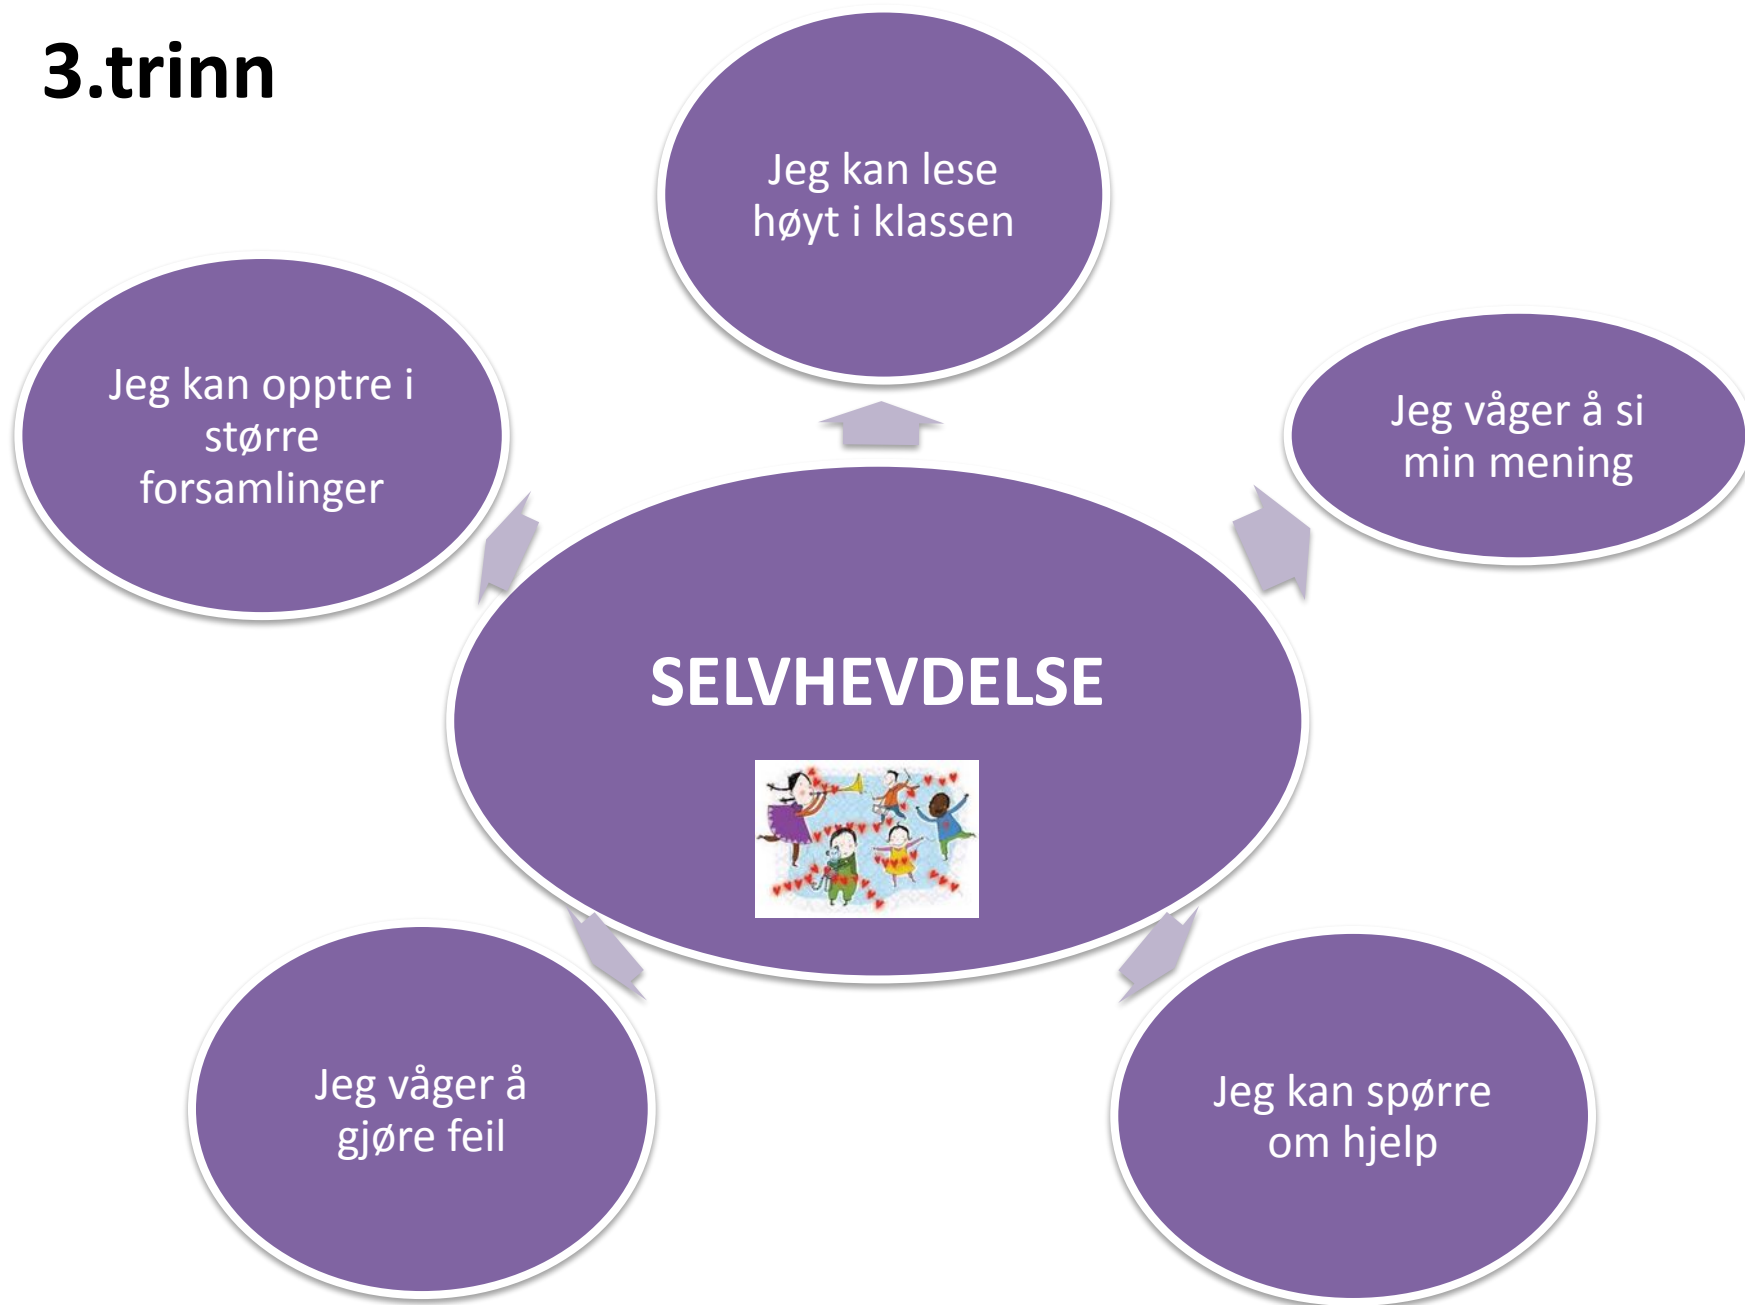 3.trinn
Jeg kan lese
høyt i klassen
Jeg kan opptre i
større
forsamlinger
Jeg våger å si
min mening
SELVHEVDELSE
Jeg våger å
gjøre feil
Jeg kan spørre
om hjelp